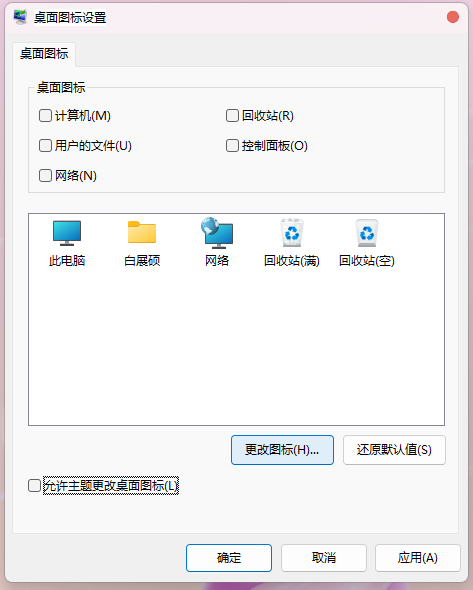 桌面图标设置
桌面图标
桌面图标
计算机(M)
回收站(R)
用户的文件(U)
控制面板(O)
网络(N)
此电脑
白展硕
网络
回收站(满)
回收站(空)
更改图标(H)...
还原默认值(S)
允许主题更改桌面图标(L)
确定
取消
应用(A)